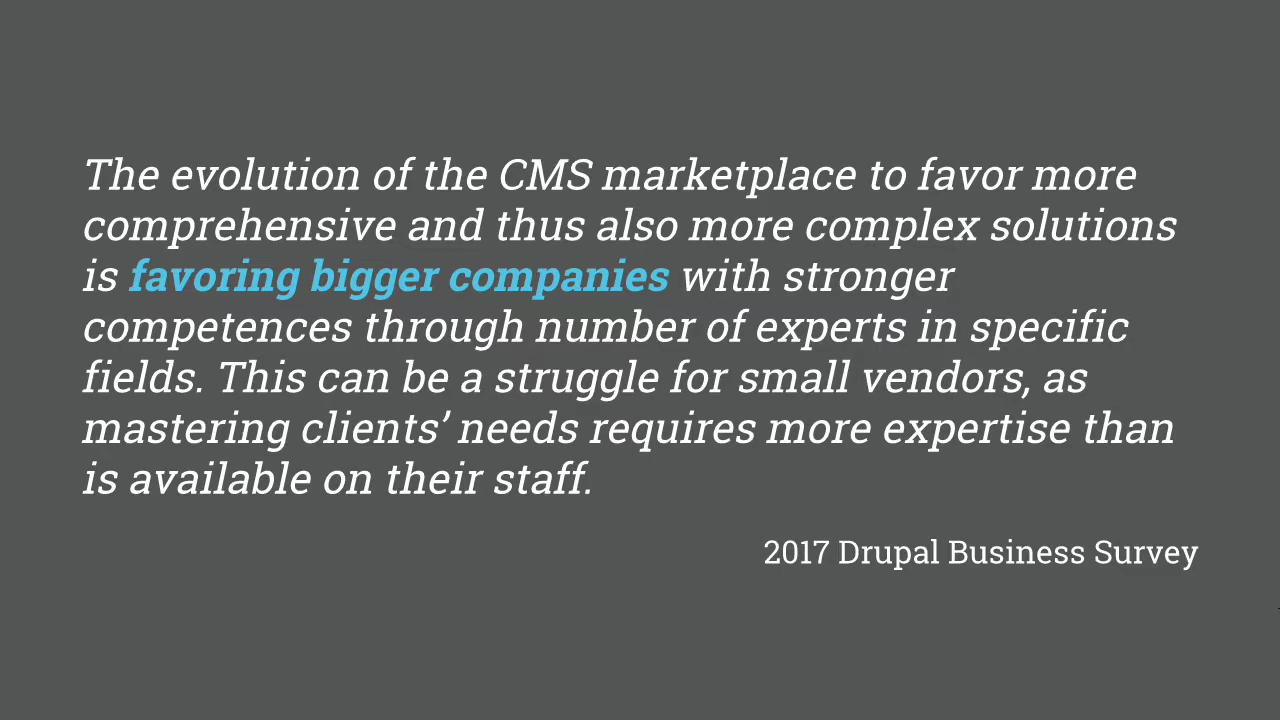 The evolution of the CMS marketplace to favor more
comprehensive and thus also more complex solutions
is favoring bigger companies with stronger
competences through number of experts in specific
fields. This can be a struggle for small vendors, as
mastering clients’ needs requires more expertise than
is available on their staff.
2017 Drupal Business Survey